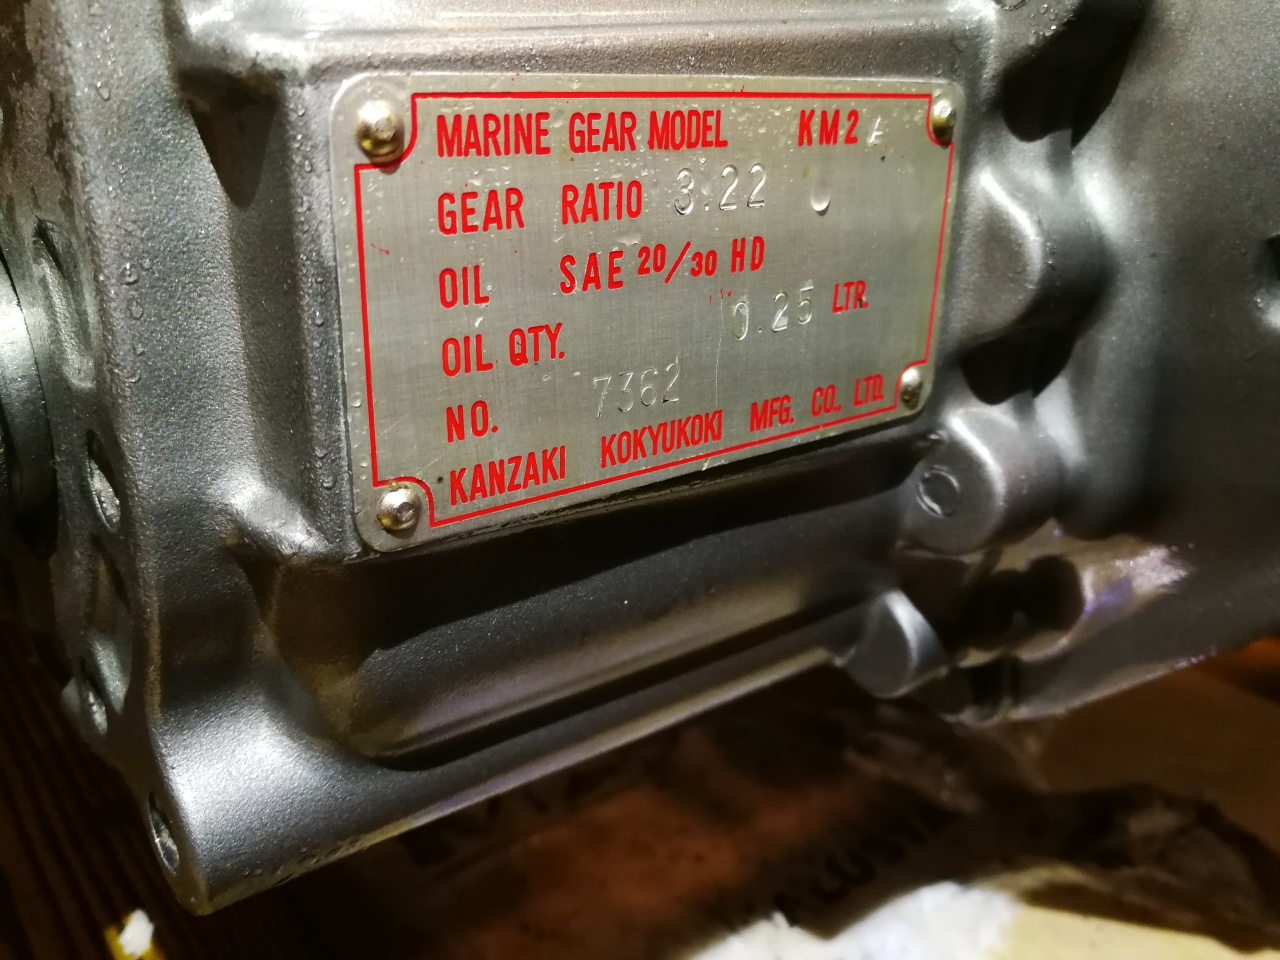 MARINE GEAR MODEL KM2A
GEAR RATIO 3.22
OIL SAE 20/30 HD
OIL QTY. 0.25 LTR.
NO. 7362
KANZAKI KOKYUKOKI MFG. CO., LTD.